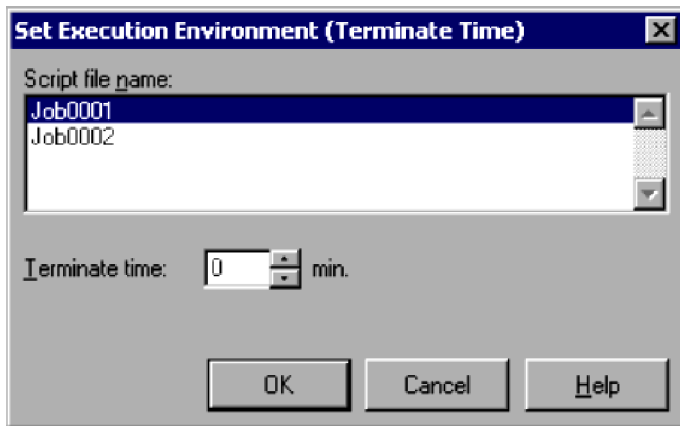 Set Execution Environment (Terminate Time)
Script file name:
Job0001
Job0002
Terminate time: 0 min.
OK Cancel Help